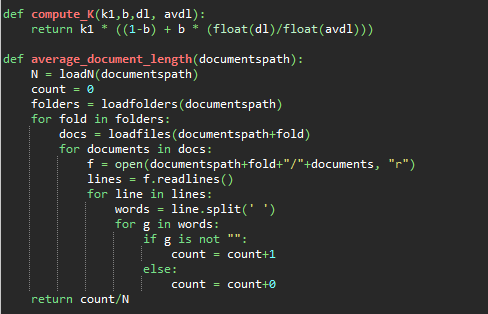 def compute_K(k1,b,dl, avdl):
    return k1 * ((1-b) + b * (float(dl)/float(avdl)))

def average_document_length(documentspath):
    N = loadN(documentspath)
    count = 0
    folders = loadfolders(documentspath)
    for fold in folders:
        docs = loadfiles(documentspath+fold)
        for documents in docs:
            f = open(documentspath+fold+"/"+documents, "r")
            lines = f.readlines()
            for line in lines:
                words = line.split(' ')
                for g in words:
                    if g is not "":
                        count = count+1
                    else:
                        count = count+0
    return count/N